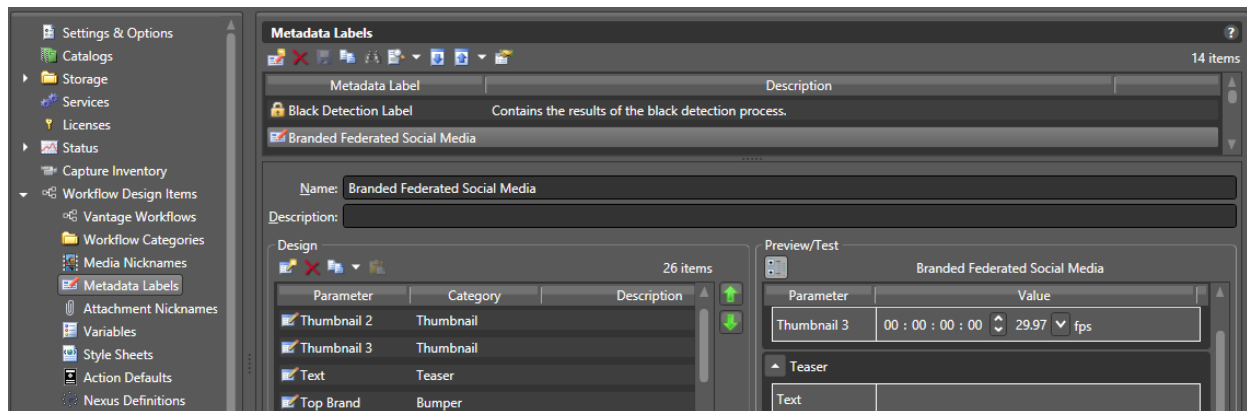 Settings & Options
Catalogs
Storage
Services
Licenses
Status
Capture Inventory
Workflow Design Items
Vantage Workflows
Workflow Categories
Media Nicknames
Metadata Labels
Attachment Nicknames
Variables
Style Sheets
Action Defaults
Nexus Definitions
Metadata Labels ?
14 items
Metadata Label Description
Black Detection Label Contains the results of the black detection process.
Branded Federated Social Media
Name: Branded Federated Social Media
Description:
Design
26 items
Parameter Category Description
Thumbnail 2 Thumbnail
Thumbnail 3 Thumbnail
Text Teaser
Top Brand Bumper
Preview/Test
Branded Federated Social Media
Parameter Value
Thumbnail 3 00 : 00 : 00 : 00 29.97 fps
Teaser
Text